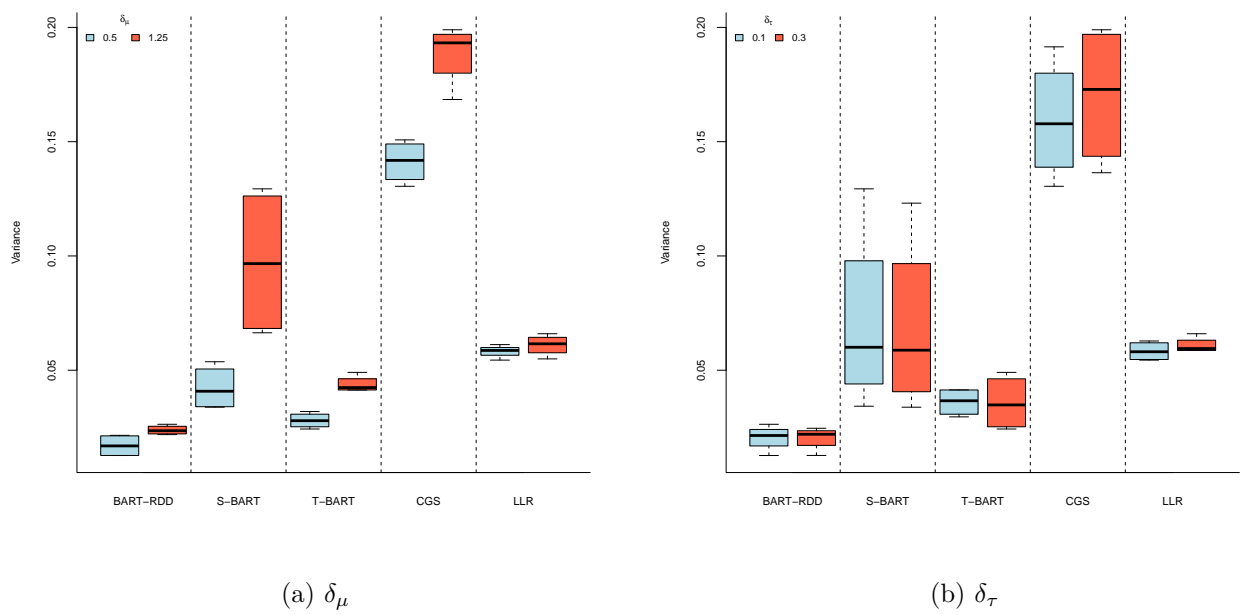 δμ
0.5 1.25
Variance
0.20
0.15
0.10
0.05
BART−RDD S−BART T−BART CGS LLR
(a) δμ
δτ
0.1 0.3
Variance
0.20
0.15
0.10
0.05
BART−RDD S−BART T−BART CGS LLR
(b) δτ